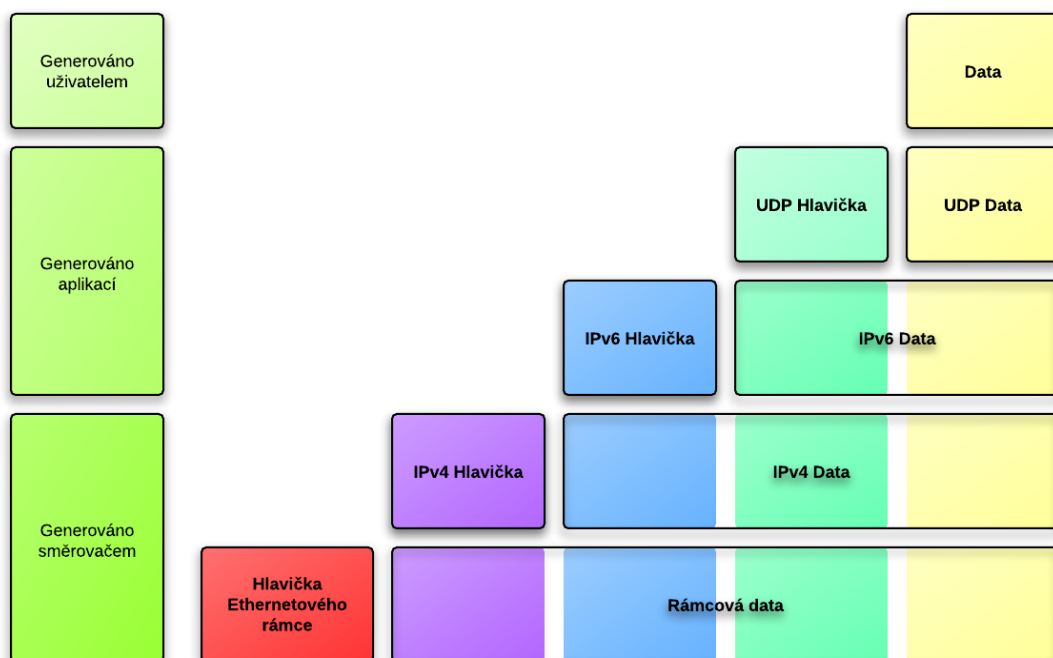 Generováno
uživatelem
Data
UDP Hlavička
UDP Data
Generováno
aplikací
IPv6 Hlavička
IPv6 Data
IPv4 Hlavička
IPv4 Data
Generováno
směrovačem
Hlavička
Ethernetového
rámce
Rámcová data